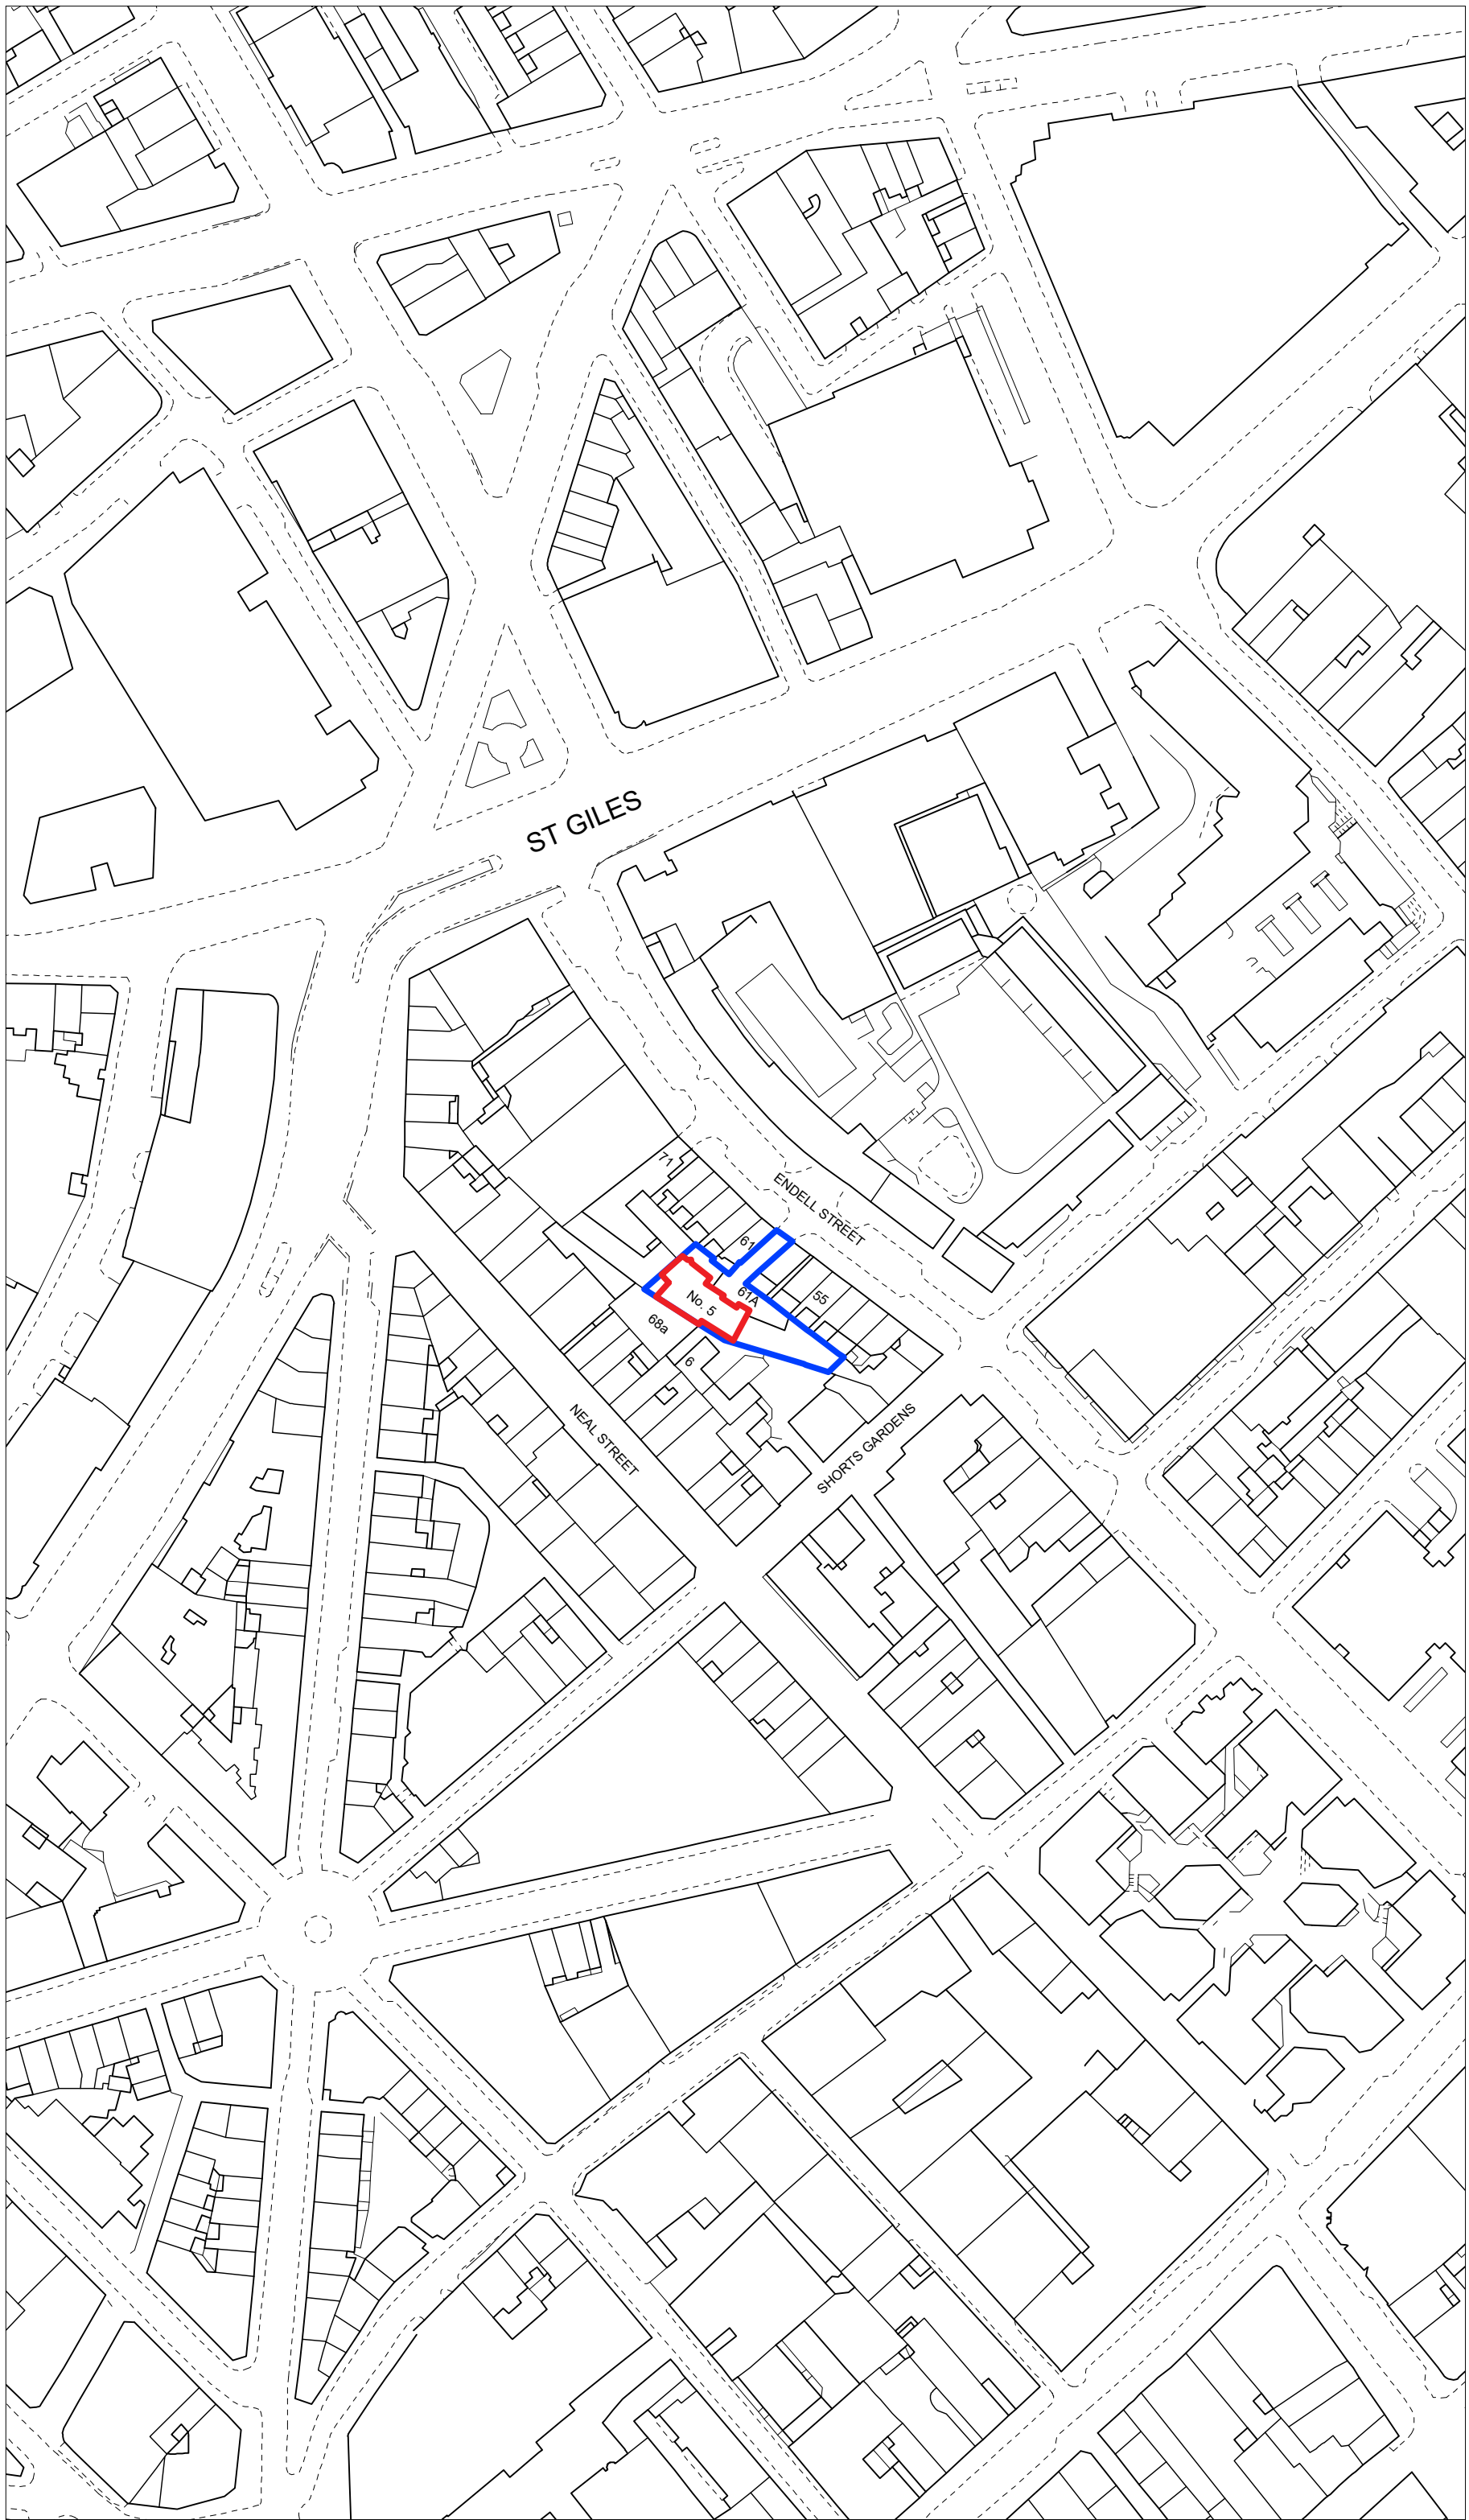 ST GILES
71
ENDELL STREET
61
61A
55
No. 5
68a
6
NEAL STREET
SHORTS GARDENS